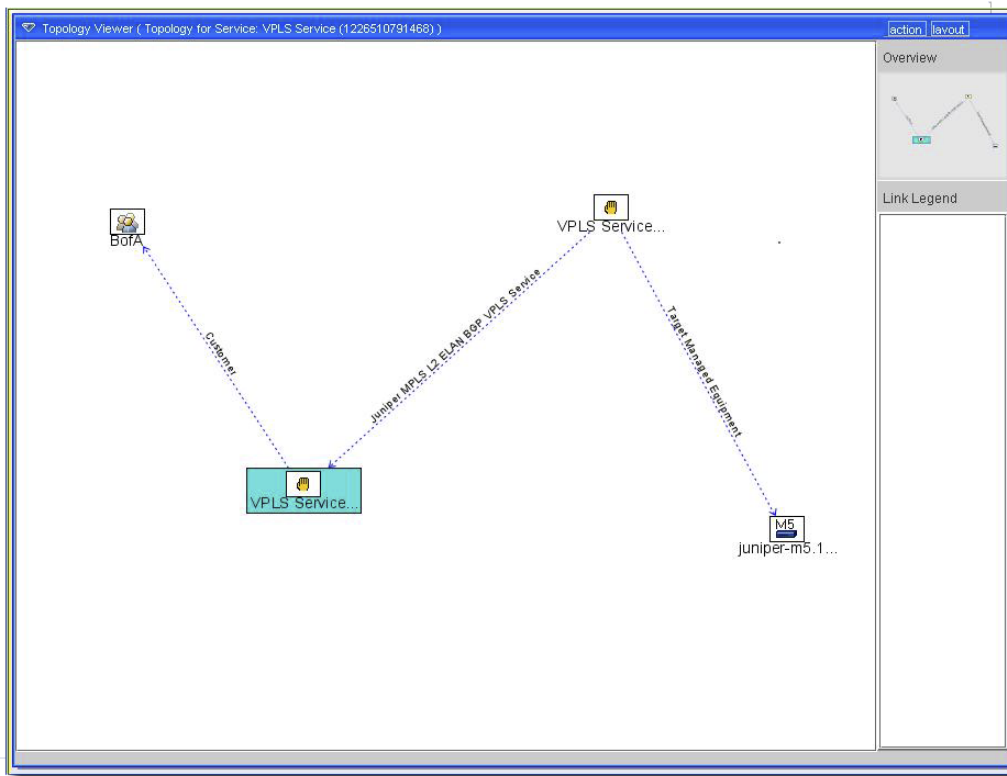 Topology Viewer ( Topology for Service: VPLS Service (1226510791468) )
action layout
Overview
Link Legend
BofA
VPLS Service...
Customer
Juniper MPLS L2 ELAN BGP VPLS Service
Target Managed Equipment
VPLS Service...
M5
juniper-m5.1...